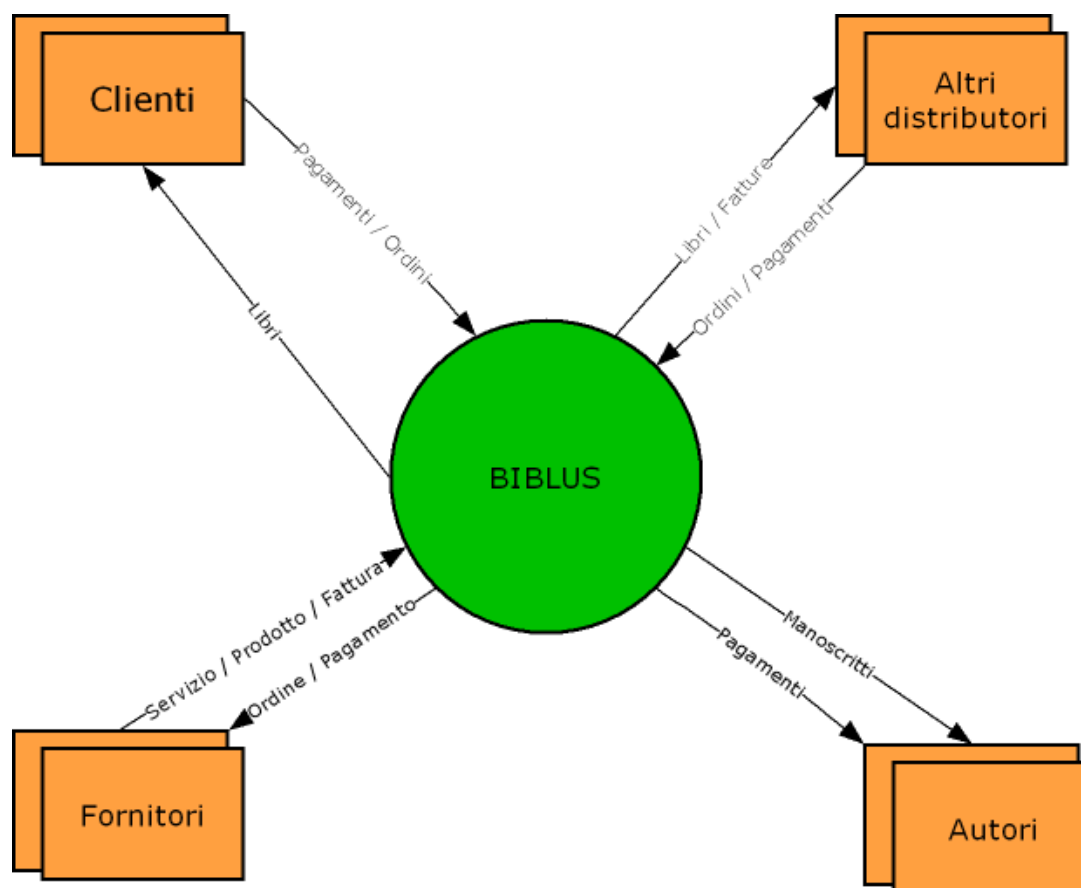 Clienti
Altri
distributori
Pagamenti / Ordini
Libri / Fatture
Ordini / Pagamenti
Libri
BIBLUS
Servizio / Prodotto / Fattura
Ordine / Pagamento
Manoscritti
Pagamenti
Fornitori
Autori